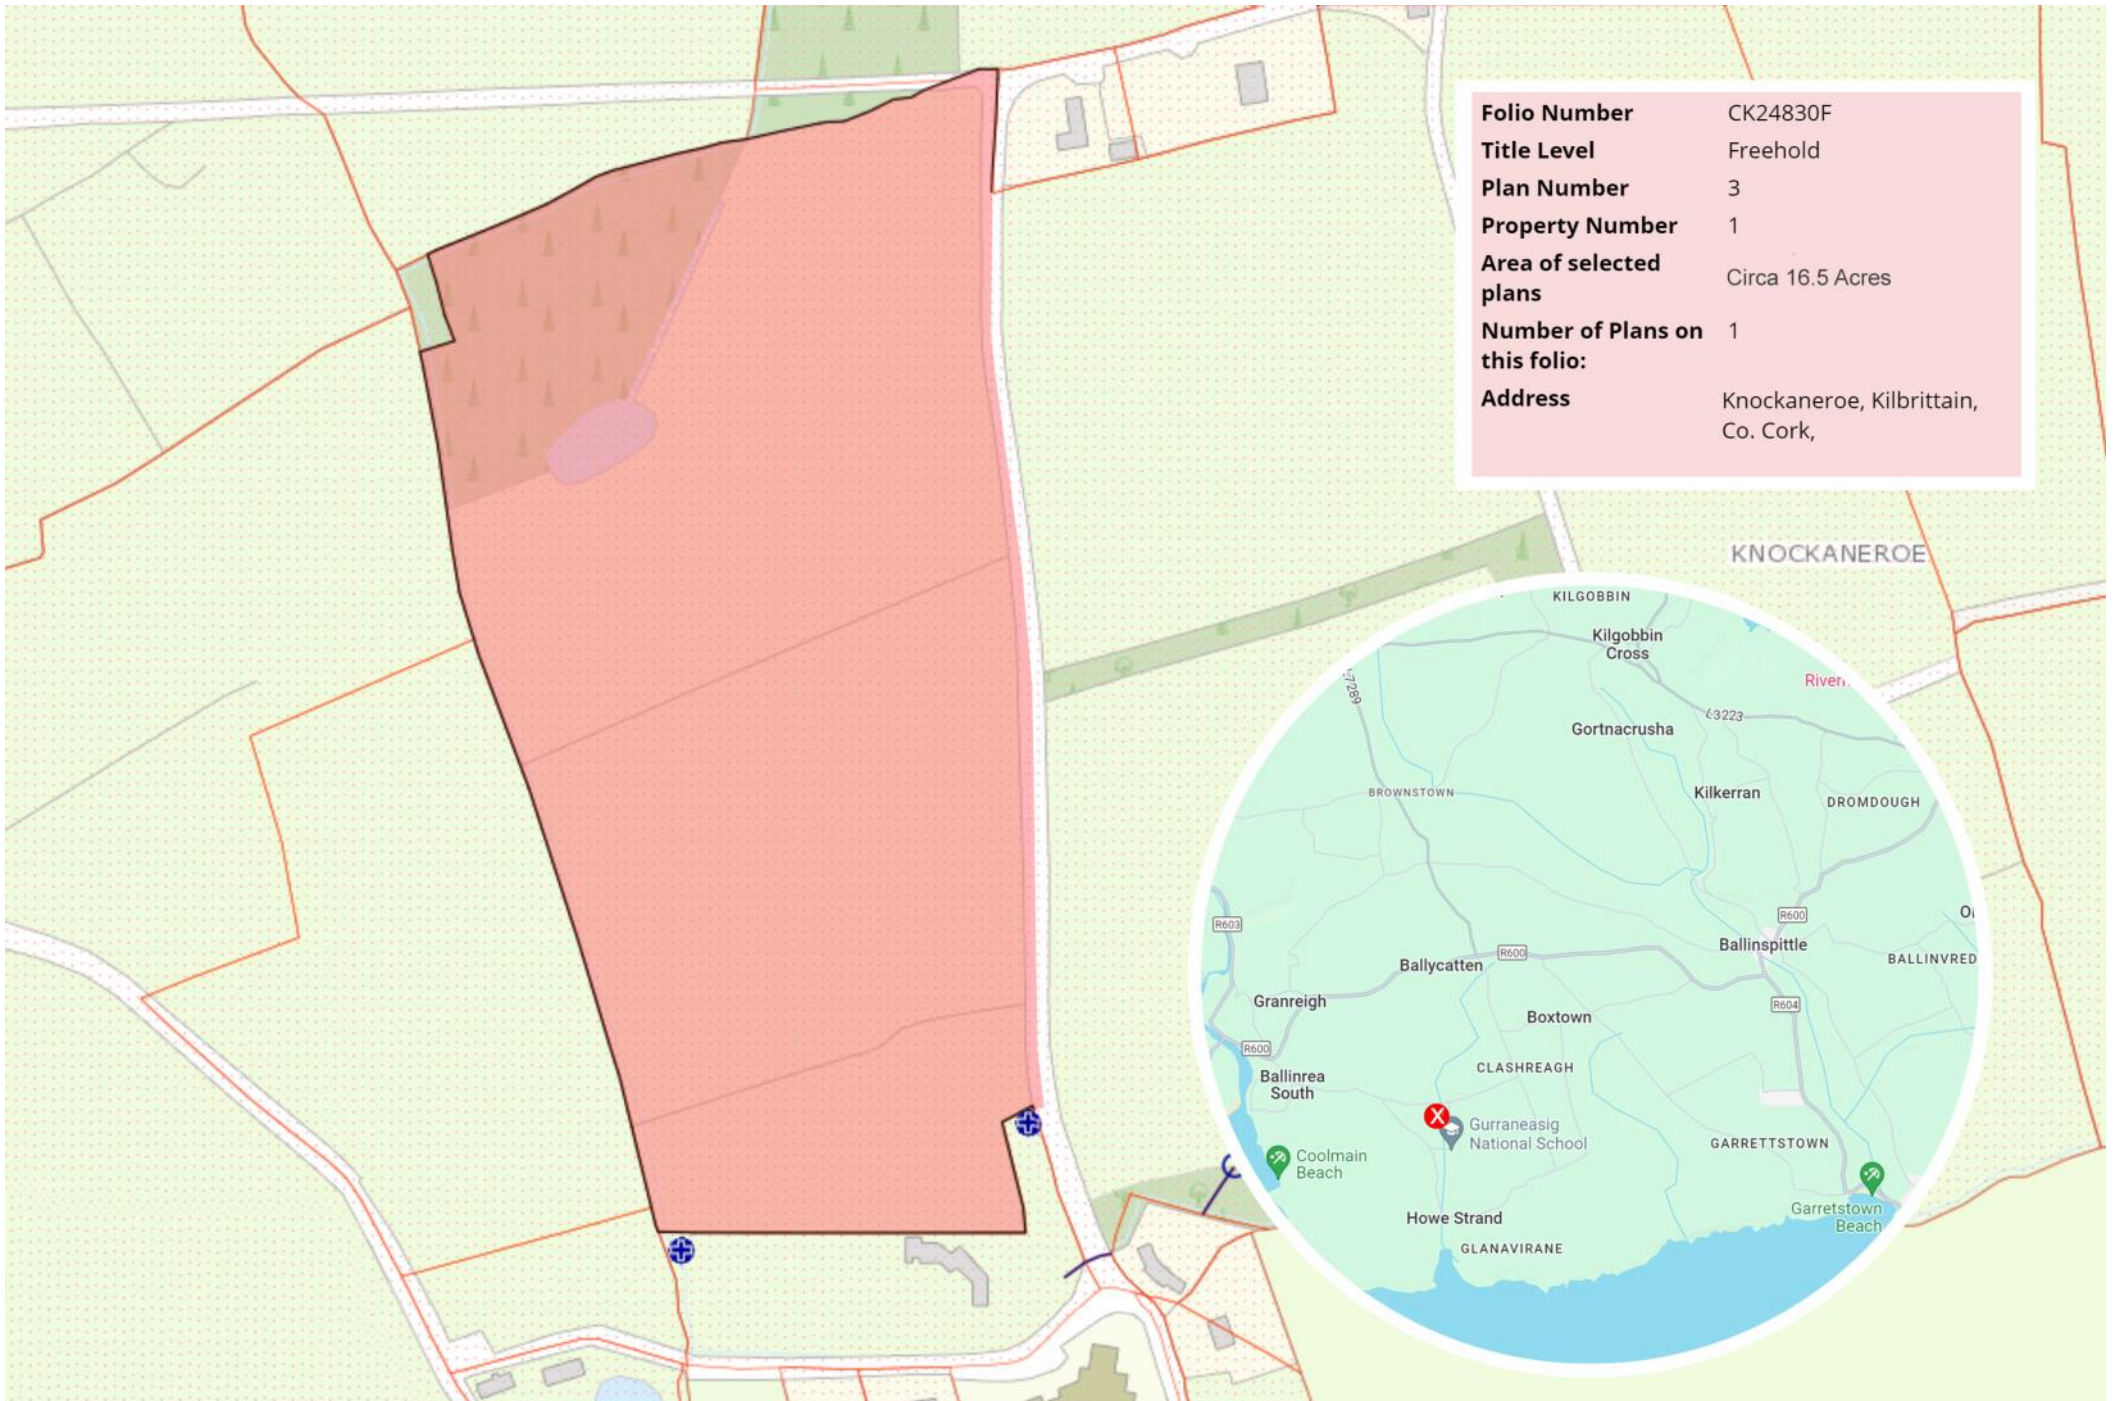 Folio Number CK24830F
Title Level Freehold
Plan Number 3
Property Number 1
Area of selected
plans
Circa 16.5 Acres
Number of Plans on
this folio:
1
Address
Knockaneroe, Kilbrittain,
Co. Cork,
KNOCKANEROE
KILGOBBIN
Kilgobbin
Cross
L7289
L3223
Gortnacrusha
BROWNSTOWN
Kilkerran
DROMDOUGH
R603
R600
Ballinspittle
BALLINVRED
R600
Ballycatten
Granreigh
R604
Boxtown
R600
CLASHREAGH
Ballinrea
South
X
Gurraneasig
National School
GARRETTSTOWN
Coolmain
Beach
Garretstown
Beach
Howe Strand
GLANAVIRANE